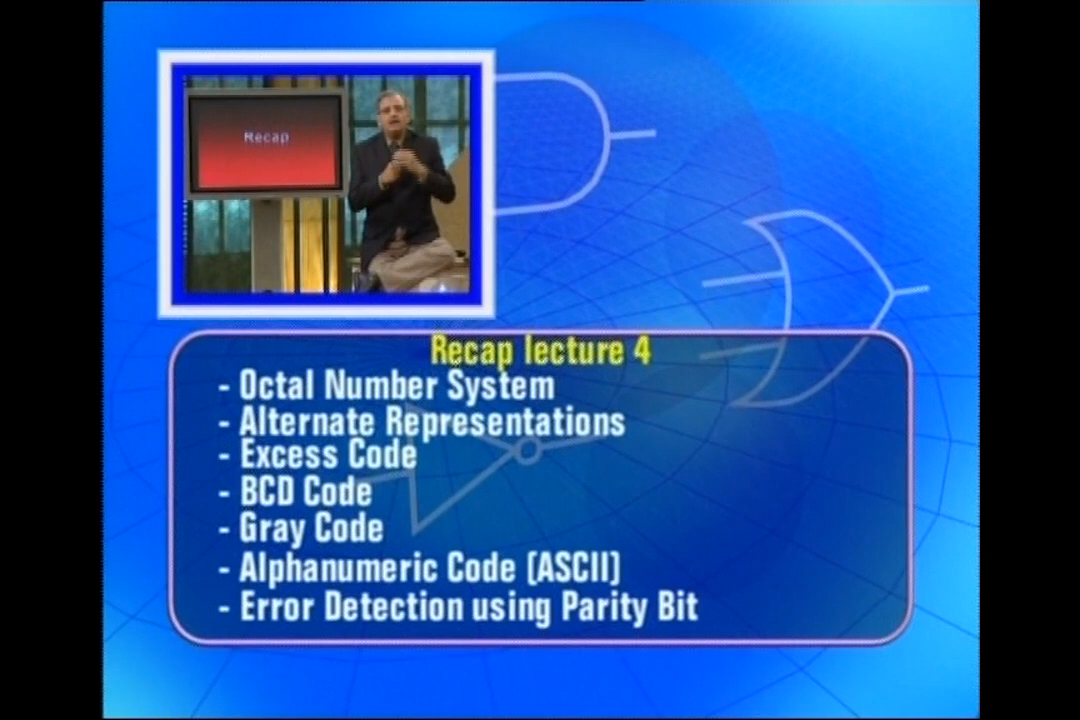 Recap
Recap lecture 4
- Octal Number System
- Alternate Representations
- Excess Code
- BCD Code
- Gray Code
- Alphanumeric Code (ASCII)
- Error Detection using Parity Bit